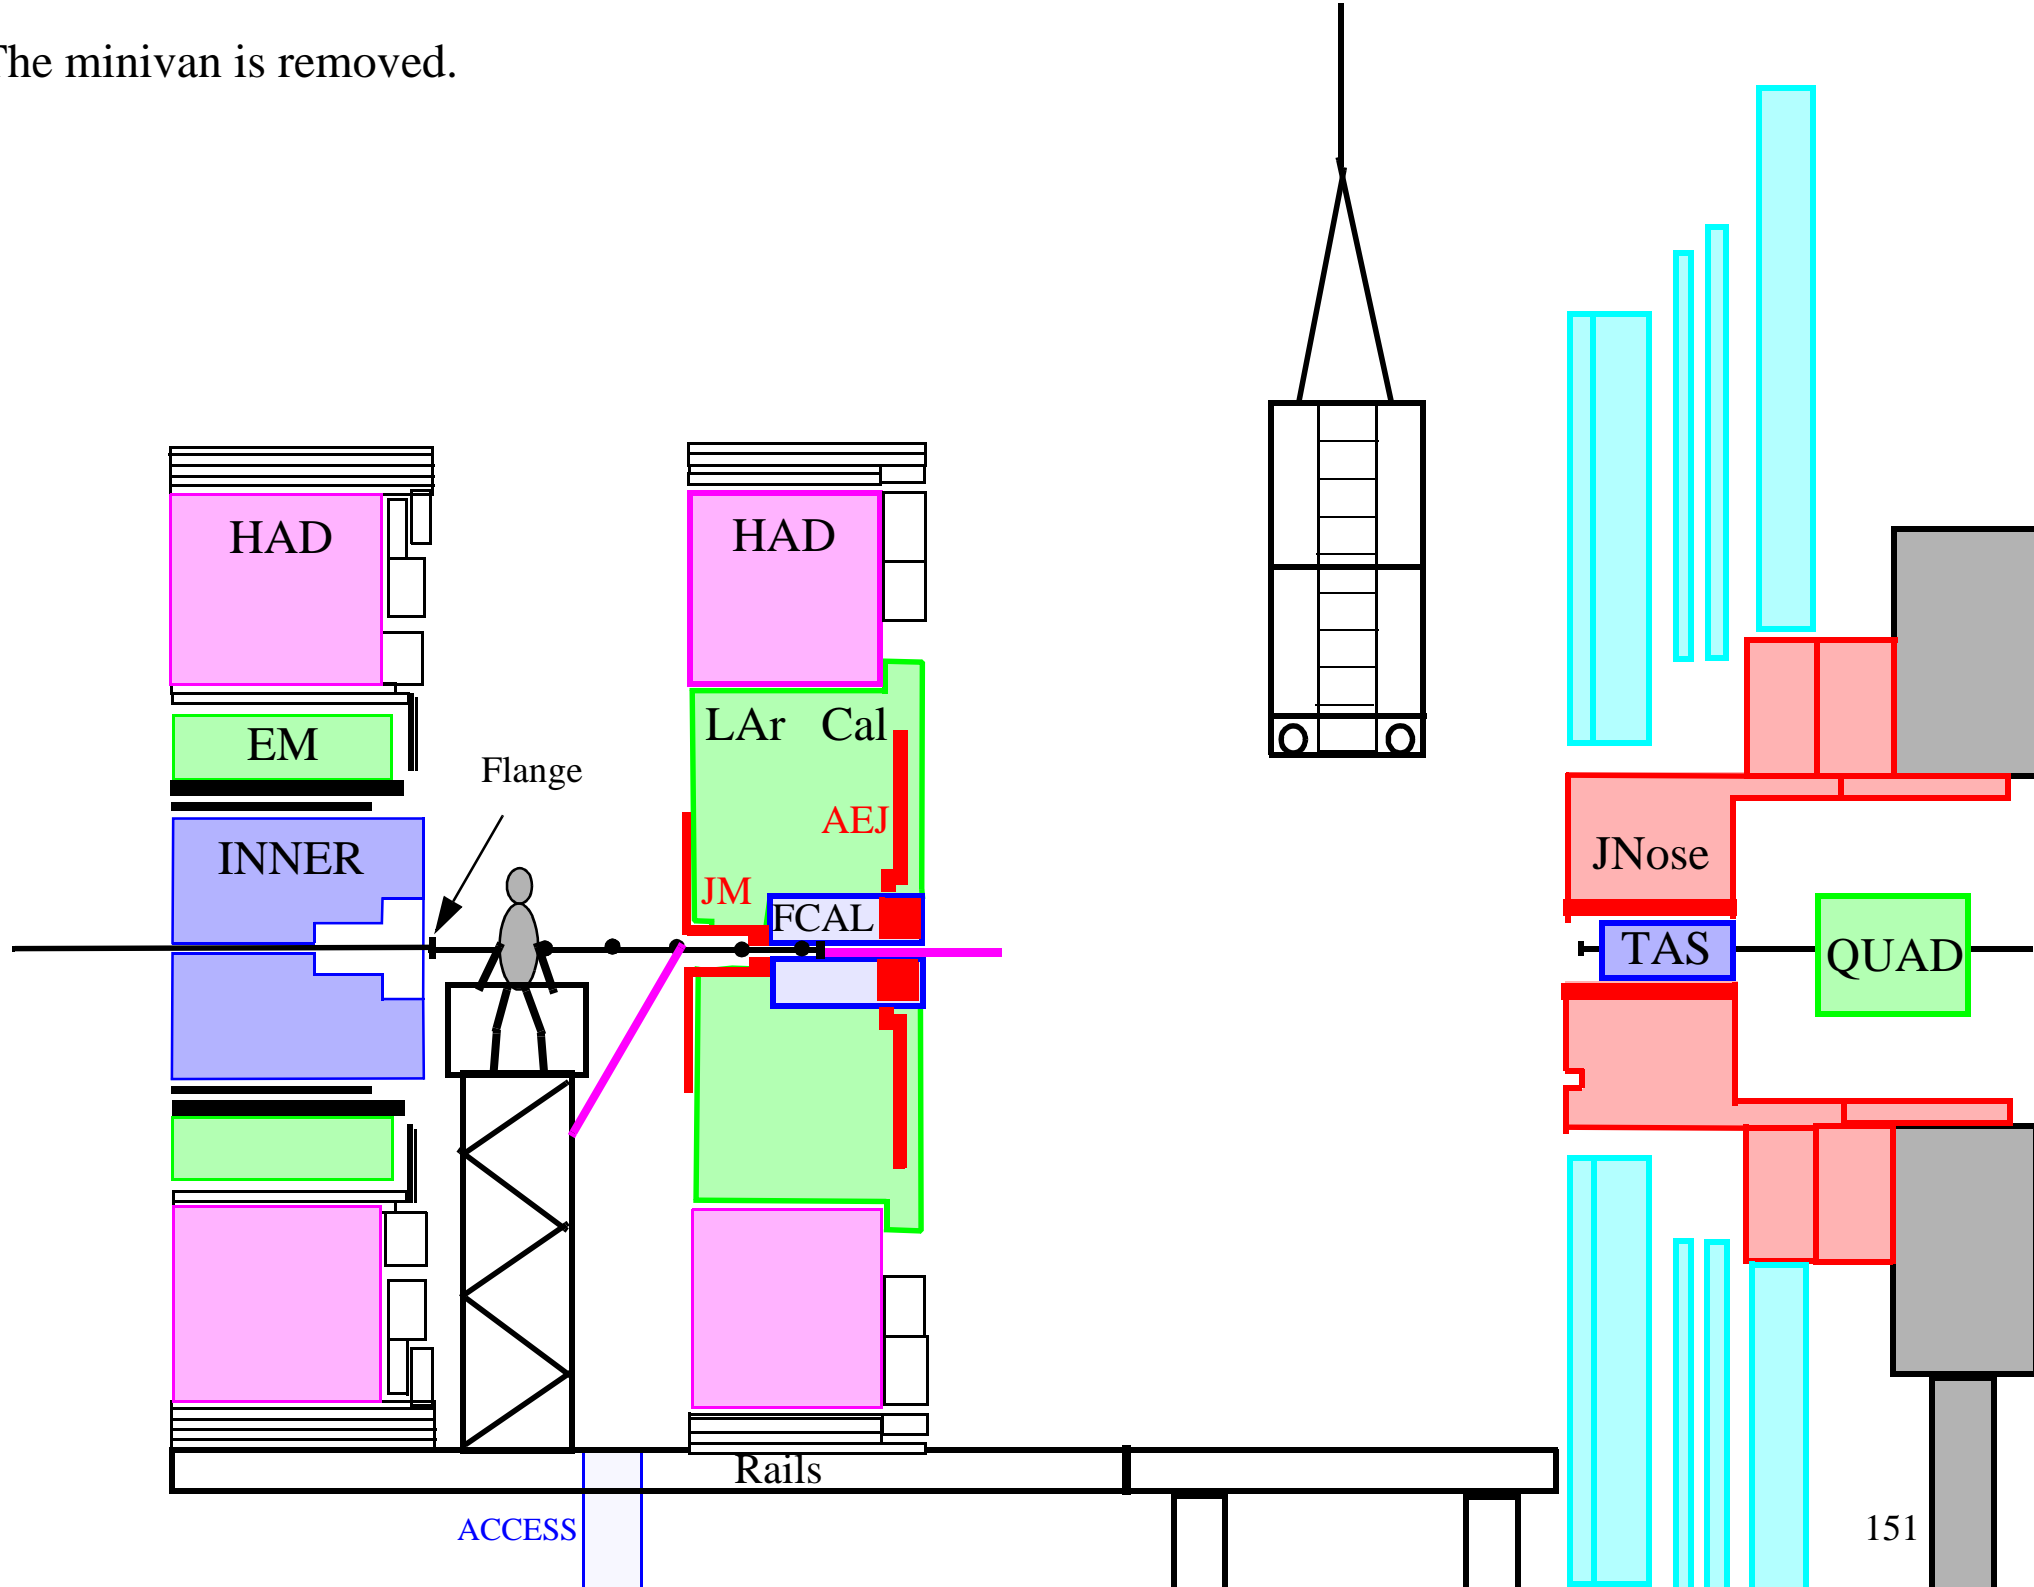 The minivan is removed.
HAD
HAD
LAr Cal
EM
Flange
AEJ
INNER
JNose
JM
FCAL
TAS
QUAD
Rails
ACCESS
151